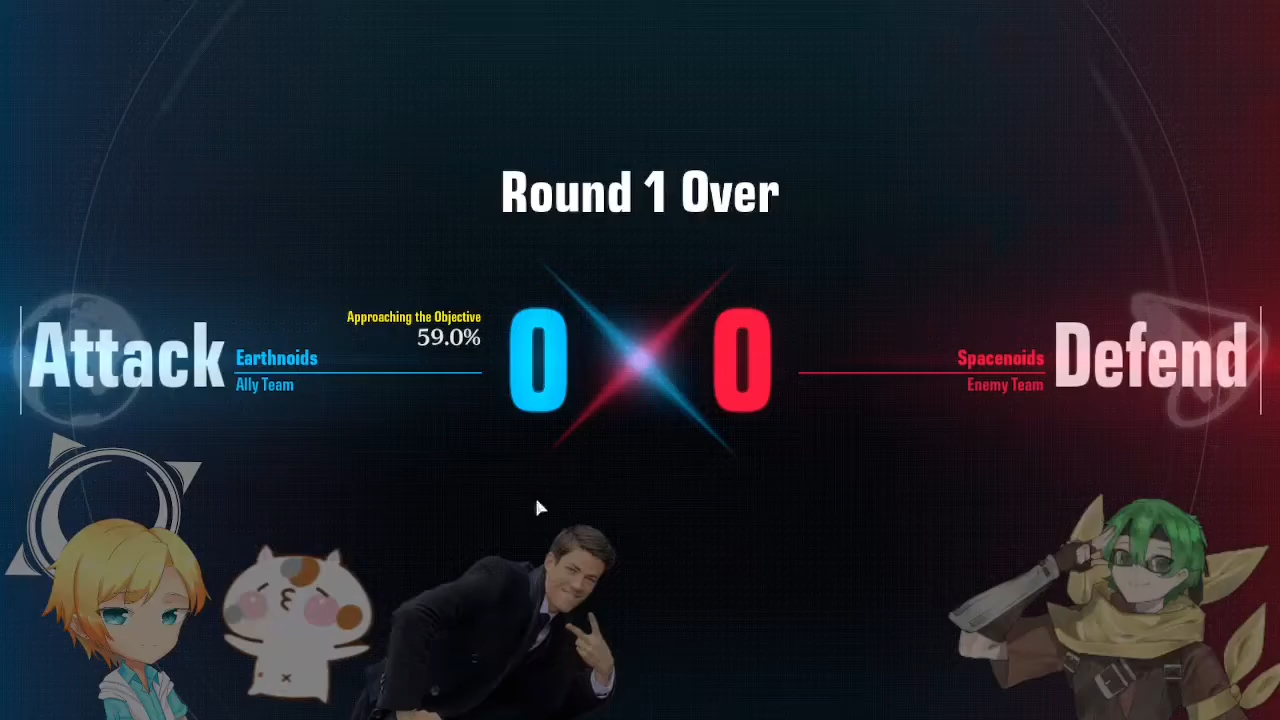 Round 1 Over
Approaching the Objective
59.0%
0 0
Attack
Earthnoids
Ally Team
Spacenoids
Enemy Team
Defend